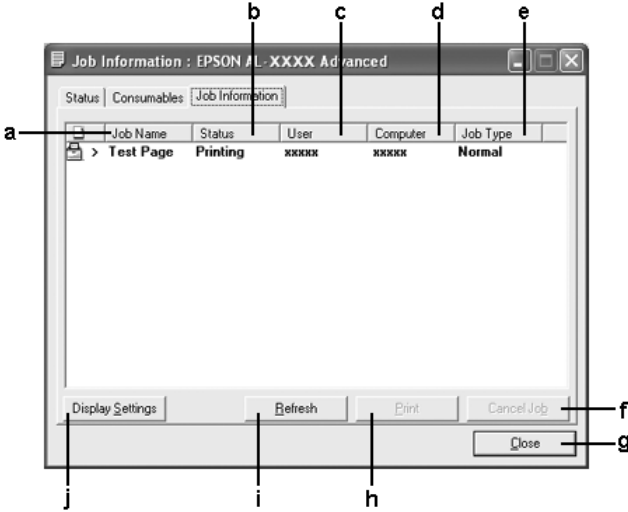 b c d e
Job Information : EPSON AL-XXXX Advanced
Status Consumables Job Information
a
Job Name Status User Computer Job Type
> Test Page Printing xxxxx xxxxx Normal
Display Settings Refresh Print Cancel Job
f
Close
g
j i h